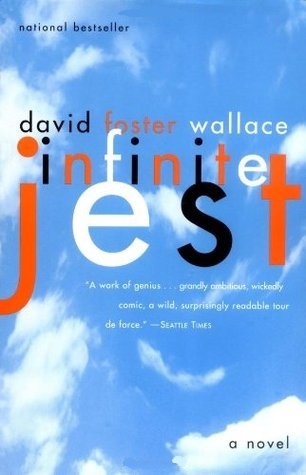 national bestseller
david foster wallace
infinite
jest
"A work of genius . . . grandly ambitious, wickedly
comic, a wild, surprisingly readable tour
de force." —Seattle Times
a novel